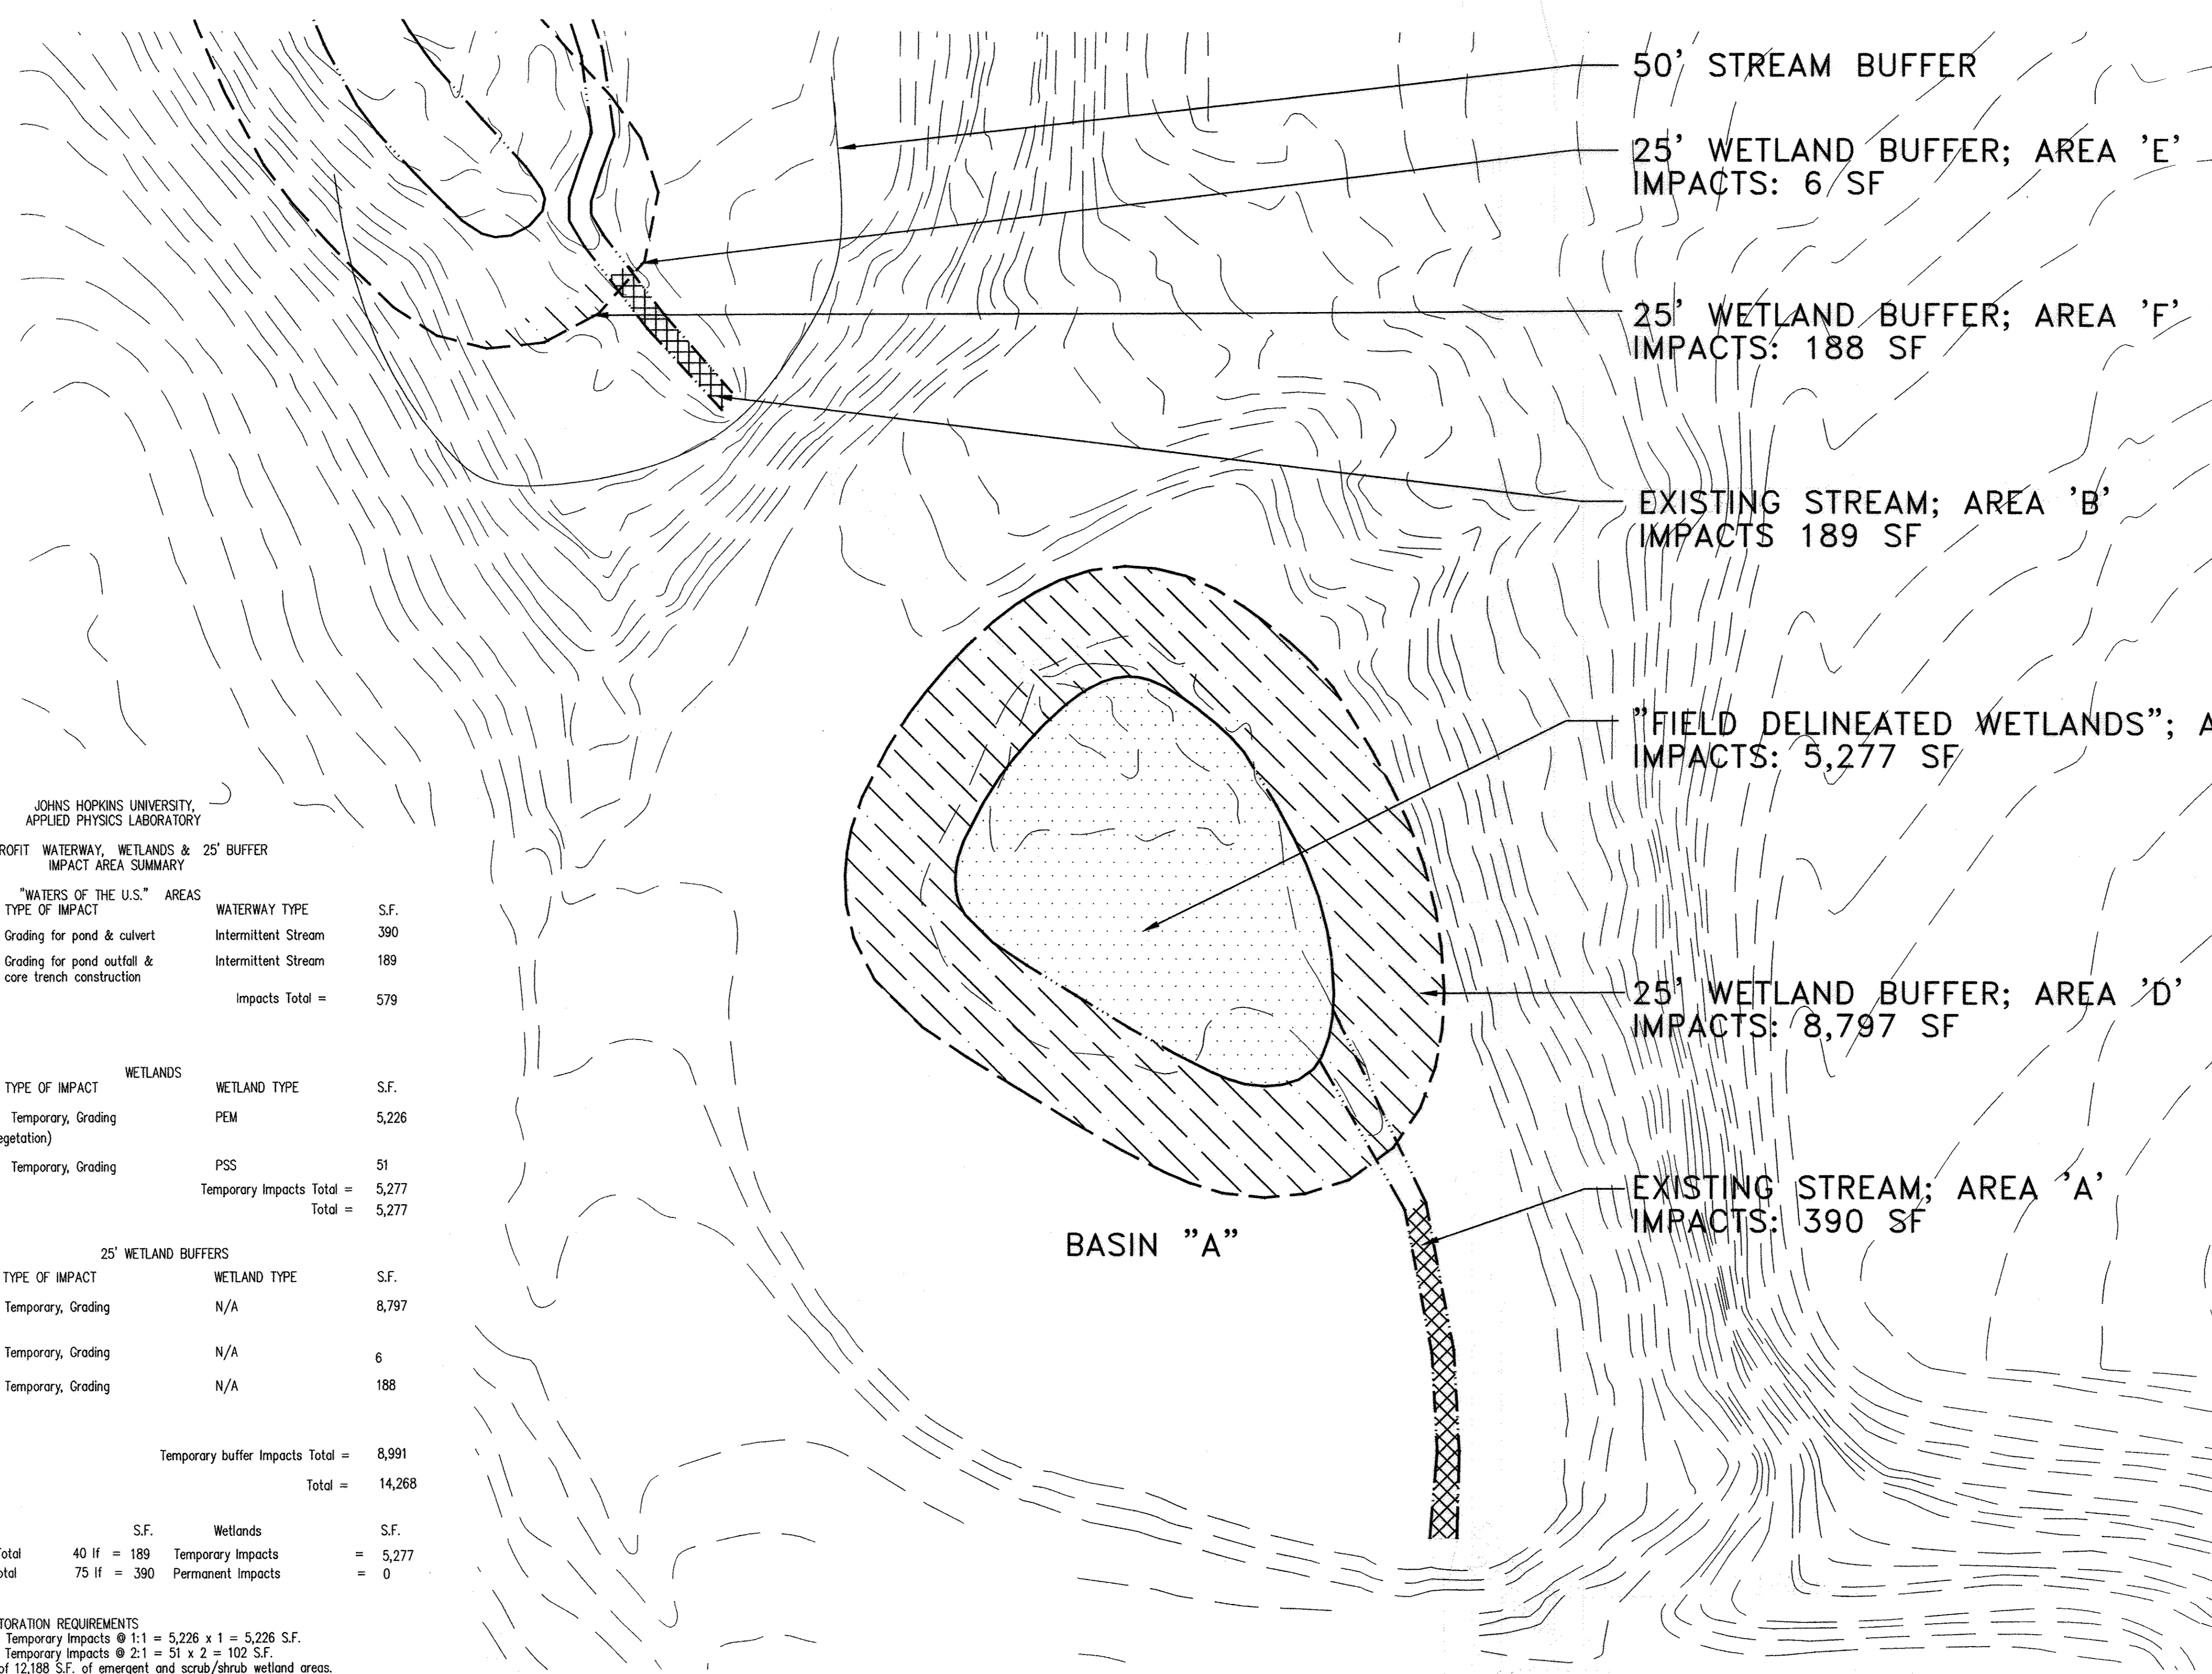 50' STREAM BUFFER
25' WETLAND BUFFER; AREA 'E'
IMPACTS: 6 SF
25' WETLAND BUFFER; AREA 'F'
IMPACTS: 188 SF
EXISTING STREAM; AREA 'B'
IMPACTS 189 SF
"FIELD DELINEATED WETLANDS"; A
IMPACTS: 5,277 SF
25' WETLAND BUFFER; AREA 'D'
IMPACTS: 8,797 SF
EXISTING STREAM; AREA 'A'
IMPACTS: 390 SF
BASIN "A"
JOHNS HOPKINS UNIVERSITY,
APPLIED PHYSICS LABORATORY
ROFIT WATERWAY, WETLANDS & 25' BUFFER
IMPACT AREA SUMMARY
"WATERS OF THE U.S." AREAS
TYPE OF IMPACT WATERWAY TYPE S.F.
Grading for pond & culvert Intermittent Stream 390
Grading for pond outfall & Intermittent Stream 189
core trench construction
Impacts Total = 579
WETLANDS
TYPE OF IMPACT WETLAND TYPE S.F.
Temporary, Grading PEM 5,226
egetation)
Temporary, Grading PSS 51
Temporary Impacts Total = 5,277
Total = 5,277
25' WETLAND BUFFERS
TYPE OF IMPACT WETLAND TYPE S.F.
Temporary, Grading N/A 8,797
Temporary, Grading N/A 6
Temporary, Grading N/A 188
Temporary buffer Impacts Total = 8,991
Total = 14,268
S.F. Wetlands S.F.
otal 40 lf = 189 Temporary Impacts = 5,277
otal 75 lf = 390 Permanent Impacts = 0
TORATION REQUIREMENTS
Temporary Impacts @ 1:1 = 5,226 x 1 = 5,226 S.F.
Temporary Impacts @ 2:1 = 51 x 2 = 102 S.F.
of 12,188 S.F. of emergent and scrub/shrub wetland areas.